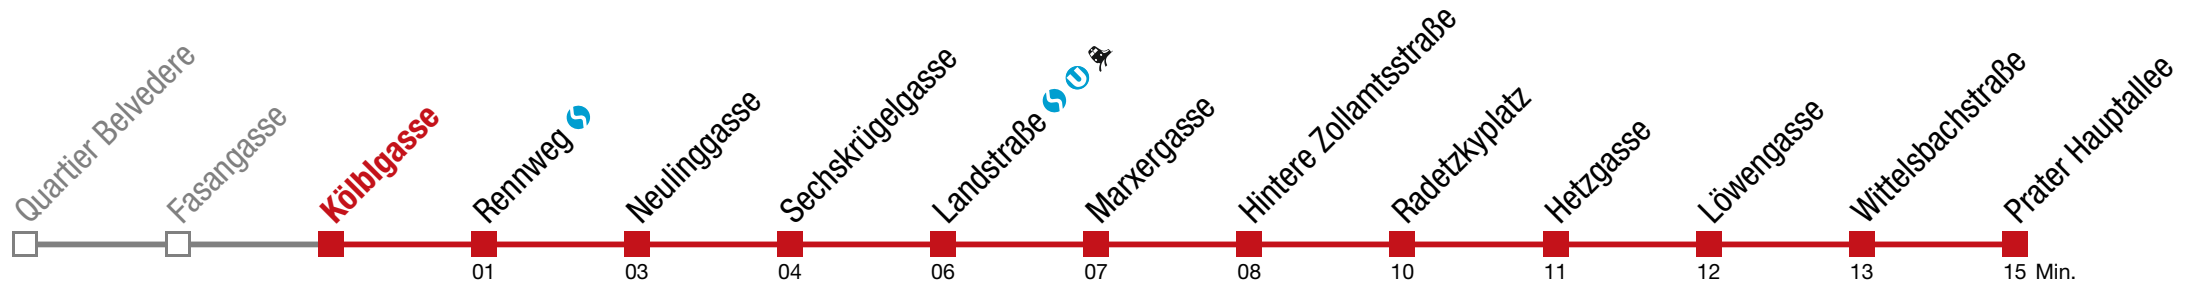 Quartier Belvedere
Fasangasse
Kölblgasse
Rennweg
Neulinggasse
Sechskrügelgasse
Landstraße
Marxergasse
Hintere Zollamtsstraße
Radetzkyplatz
Hetzgasse
Löwengasse
Wittelsbachstraße
Prater Hauptallee
01 03 04 06 07 08 10 11 12 13 15 Min.